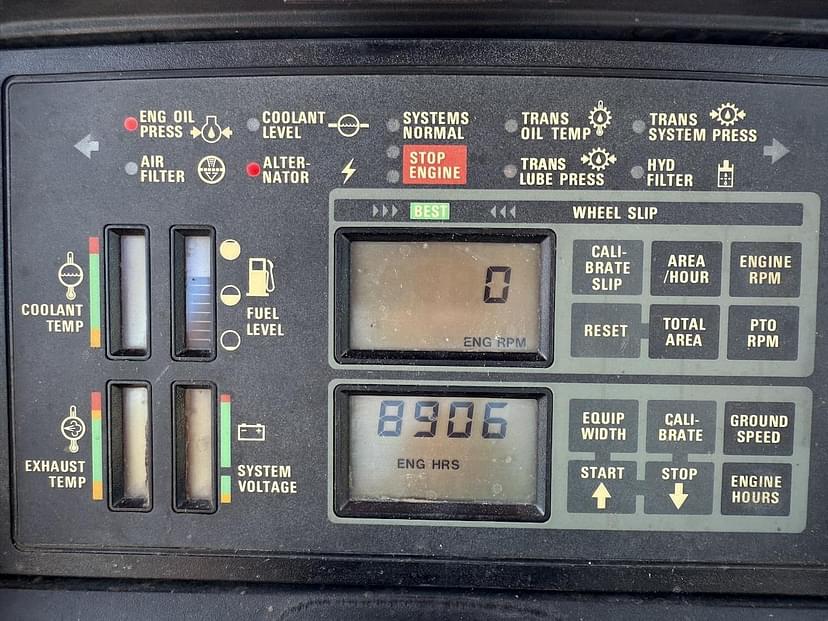 ENG OIL
PRESS
COOLANT
LEVEL
SYSTEMS
NORMAL
TRANS
OIL TEMP
TRANS
SYSTEM PRESS
AIR
FILTER
ALTER-
NATOR
STOP
ENGINE
TRANS
LUBE PRESS
HYD
FILTER
BEST
WHEEL SLIP
COOLANT
TEMP
FUEL
LEVEL
0
ENG RPM
CALI-
BRATE
SLIP
AREA
/HOUR
ENGINE
RPM
RESET
TOTAL
AREA
PTO
RPM
EXHAUST
TEMP
SYSTEM
VOLTAGE
8906
ENG HRS
EQUIP
WIDTH
CALI-
BRATE
GROUND
SPEED
START
STOP
ENGINE
HOURS